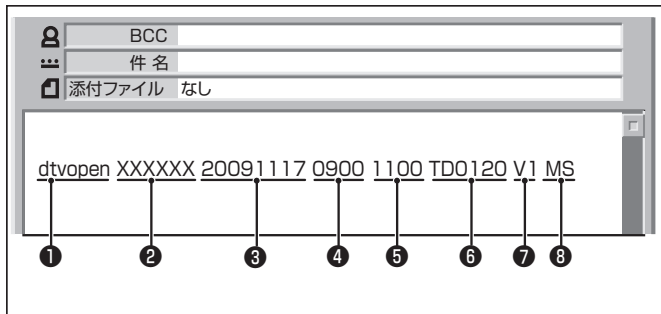 BCC
件 名
添付ファイル なし
dtvopen XXXXXX 20091117 0900 1100 TD0120 V1 MS
❶ ❷ ❸ ❹ ❺ ❻ ❼ ❽